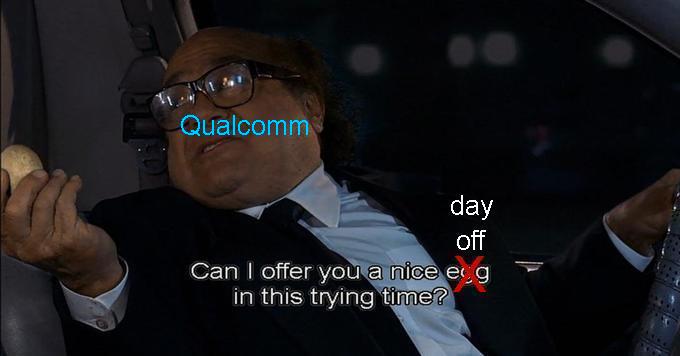 Qualcomm
day
off
Can I offer you a nice egg
in this trying time?